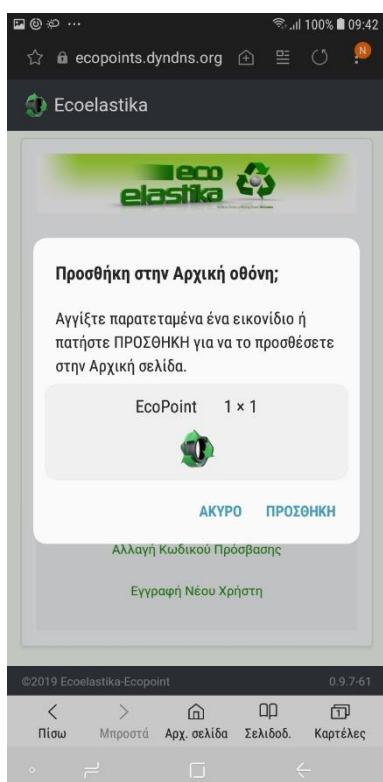 100% 09:42
ecopoints.dyndns.org N
Ecoelastika
eco
elastika
Προσθήκη στην Αρχική οθόνη;
Αγγίξτε παρατεταμένα ένα εικονίδιο ή
πατήστε ΠΡΟΣΘΗΚΗ για να το προσθέσετε
στην Αρχική σελίδα.
EcoPoint 1 × 1
ΑΚΥΡΟ ΠΡΟΣΘΗΚΗ
Αλλαγή Κωδικού Πρόσβασης
Εγγραφή Νέου Χρήστη
©2019 Ecoelastika-Ecopoint 0.9.7-61
Πίσω Μπροστά Αρχ. σελίδα Σελιδοδ. 1 Καρτέλες